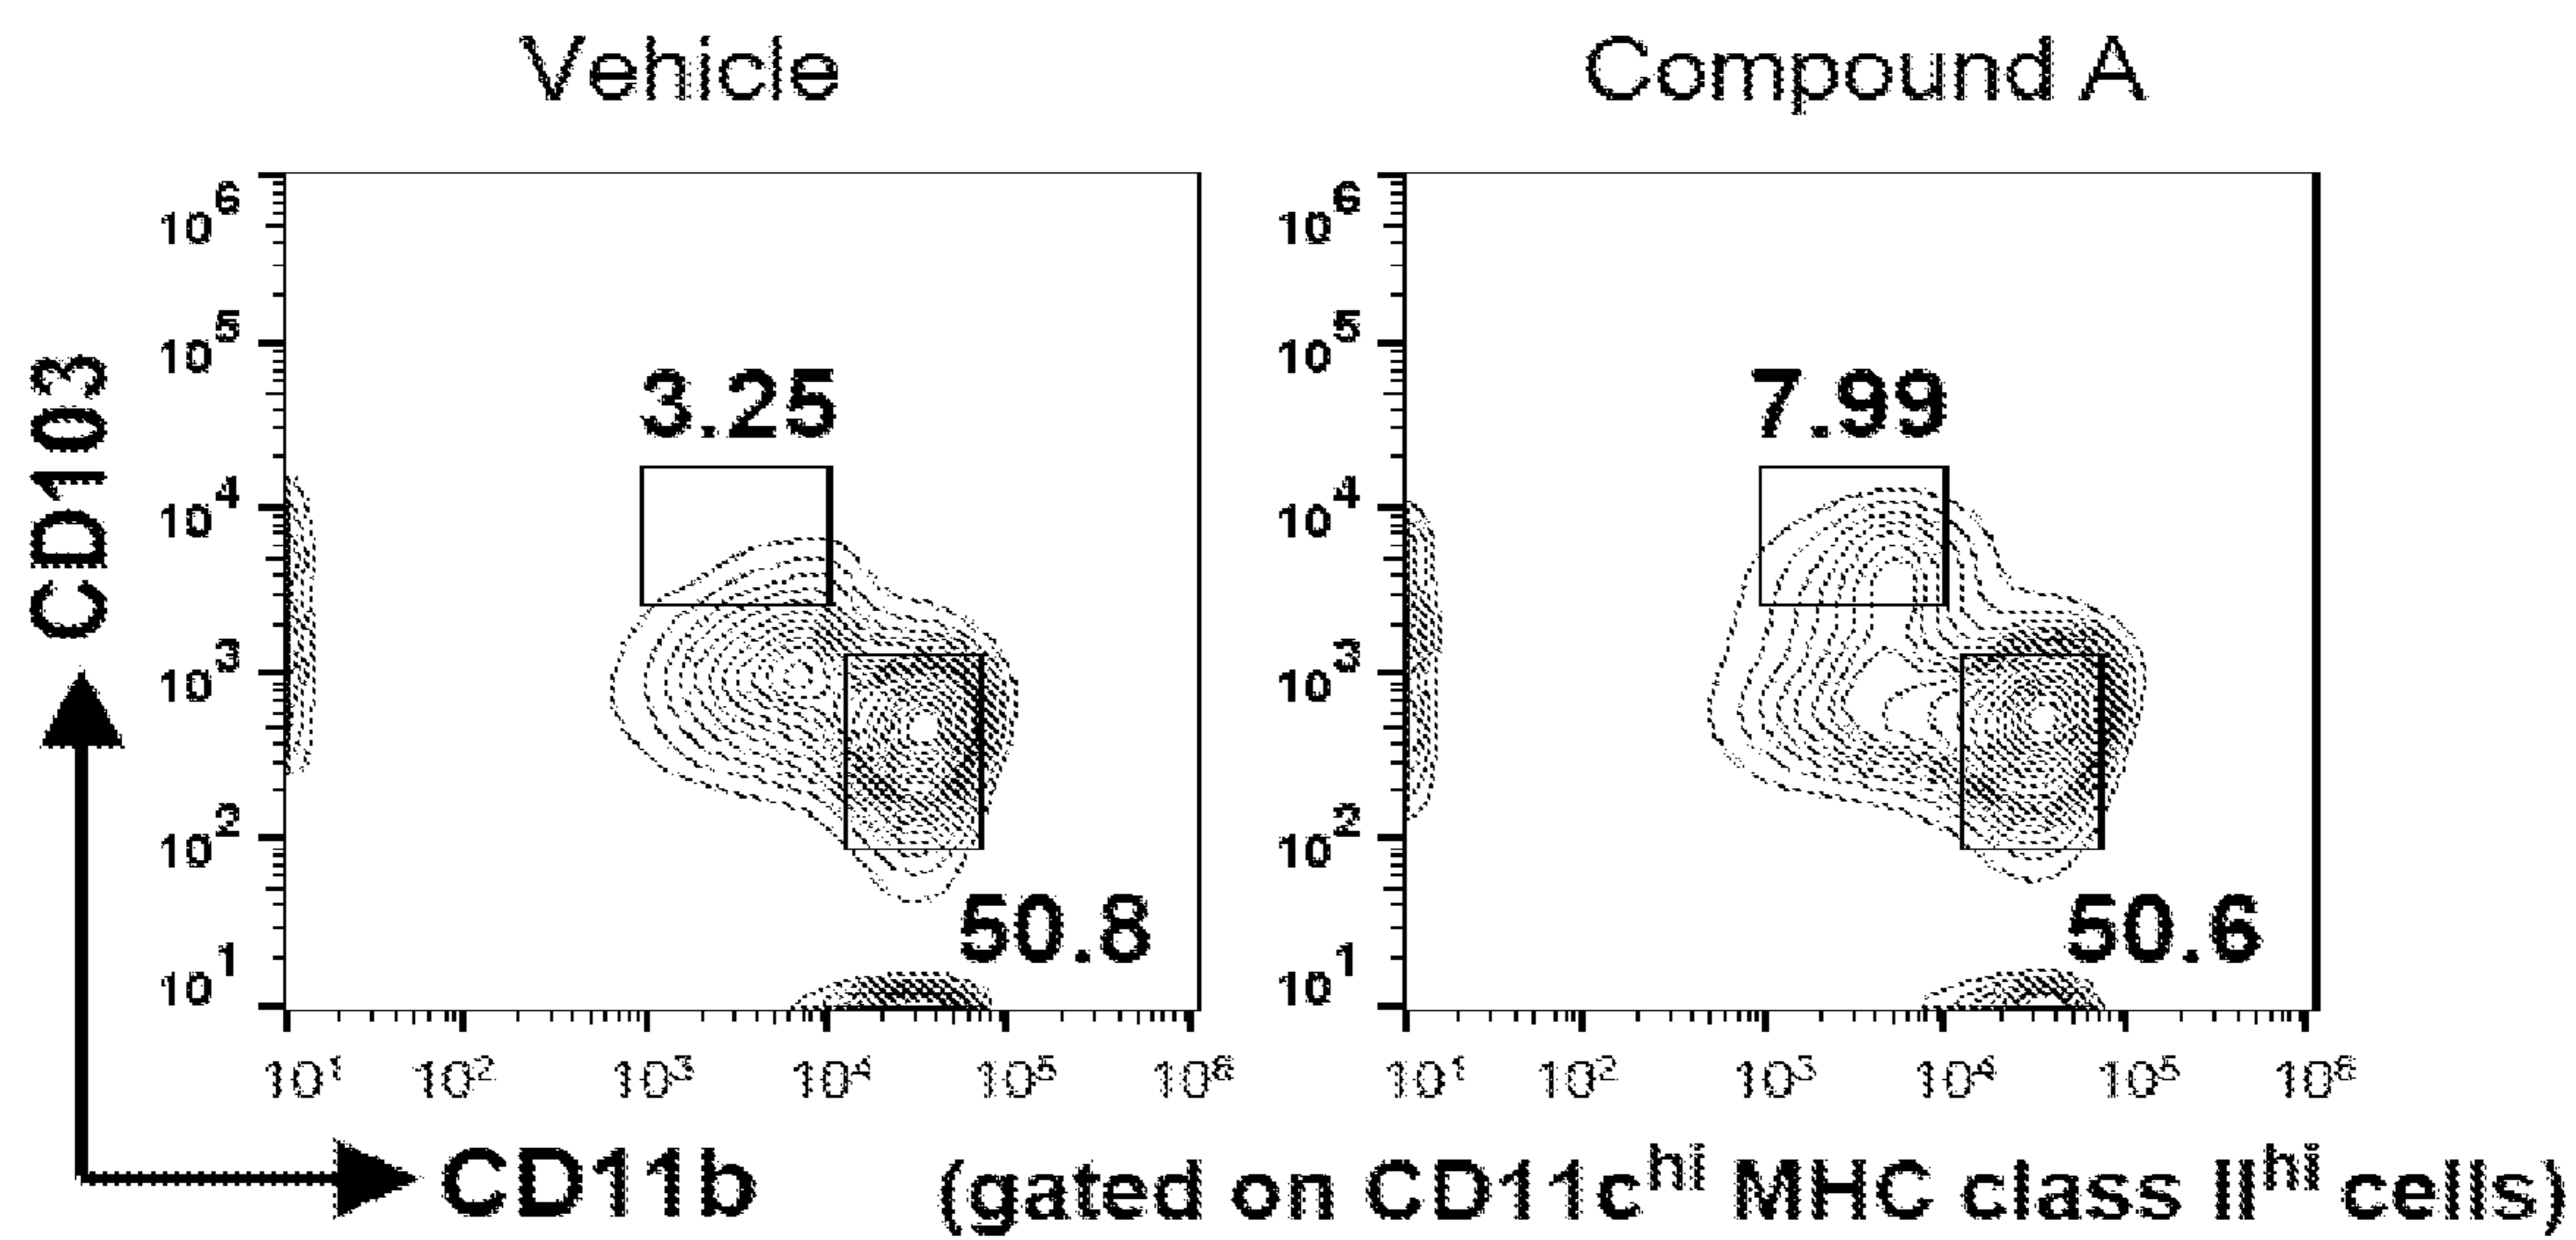 Vehicle
Compound A
CD103
10^6
10^5
10^4
10^3
10^2
10^1
3.25
50.8
10^1 10^2 10^3 10^4 10^5 10^6
10^6
10^5
10^4
10^3
10^2
10^1
7.99
50.6
10^1 10^2 10^3 10^4 10^5 10^6
CD11b
(gated on CD11c^hi MHC class II^hi cells)